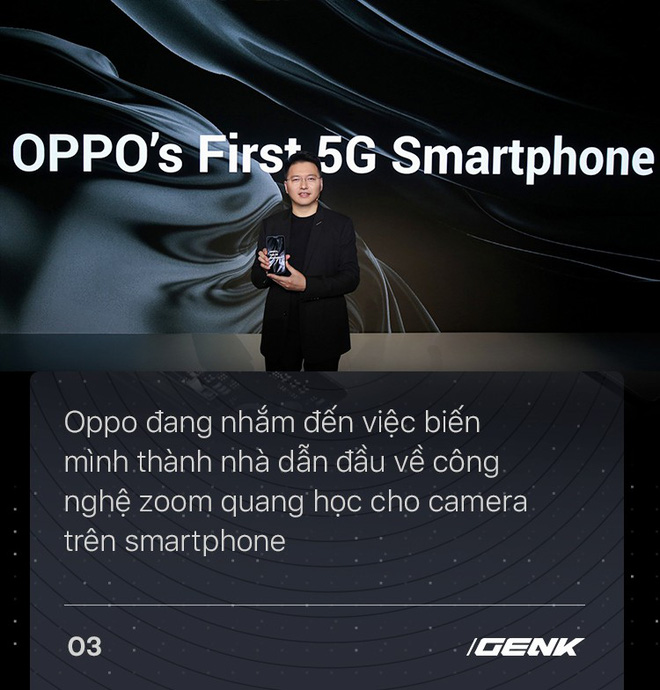 OPPO's First 5G Smartphone
Oppo đang nhắm đến việc biến
mình thành nhà dẫn đầu về công
nghệ zoom quang học cho camera
trên smartphone
03
/GENK